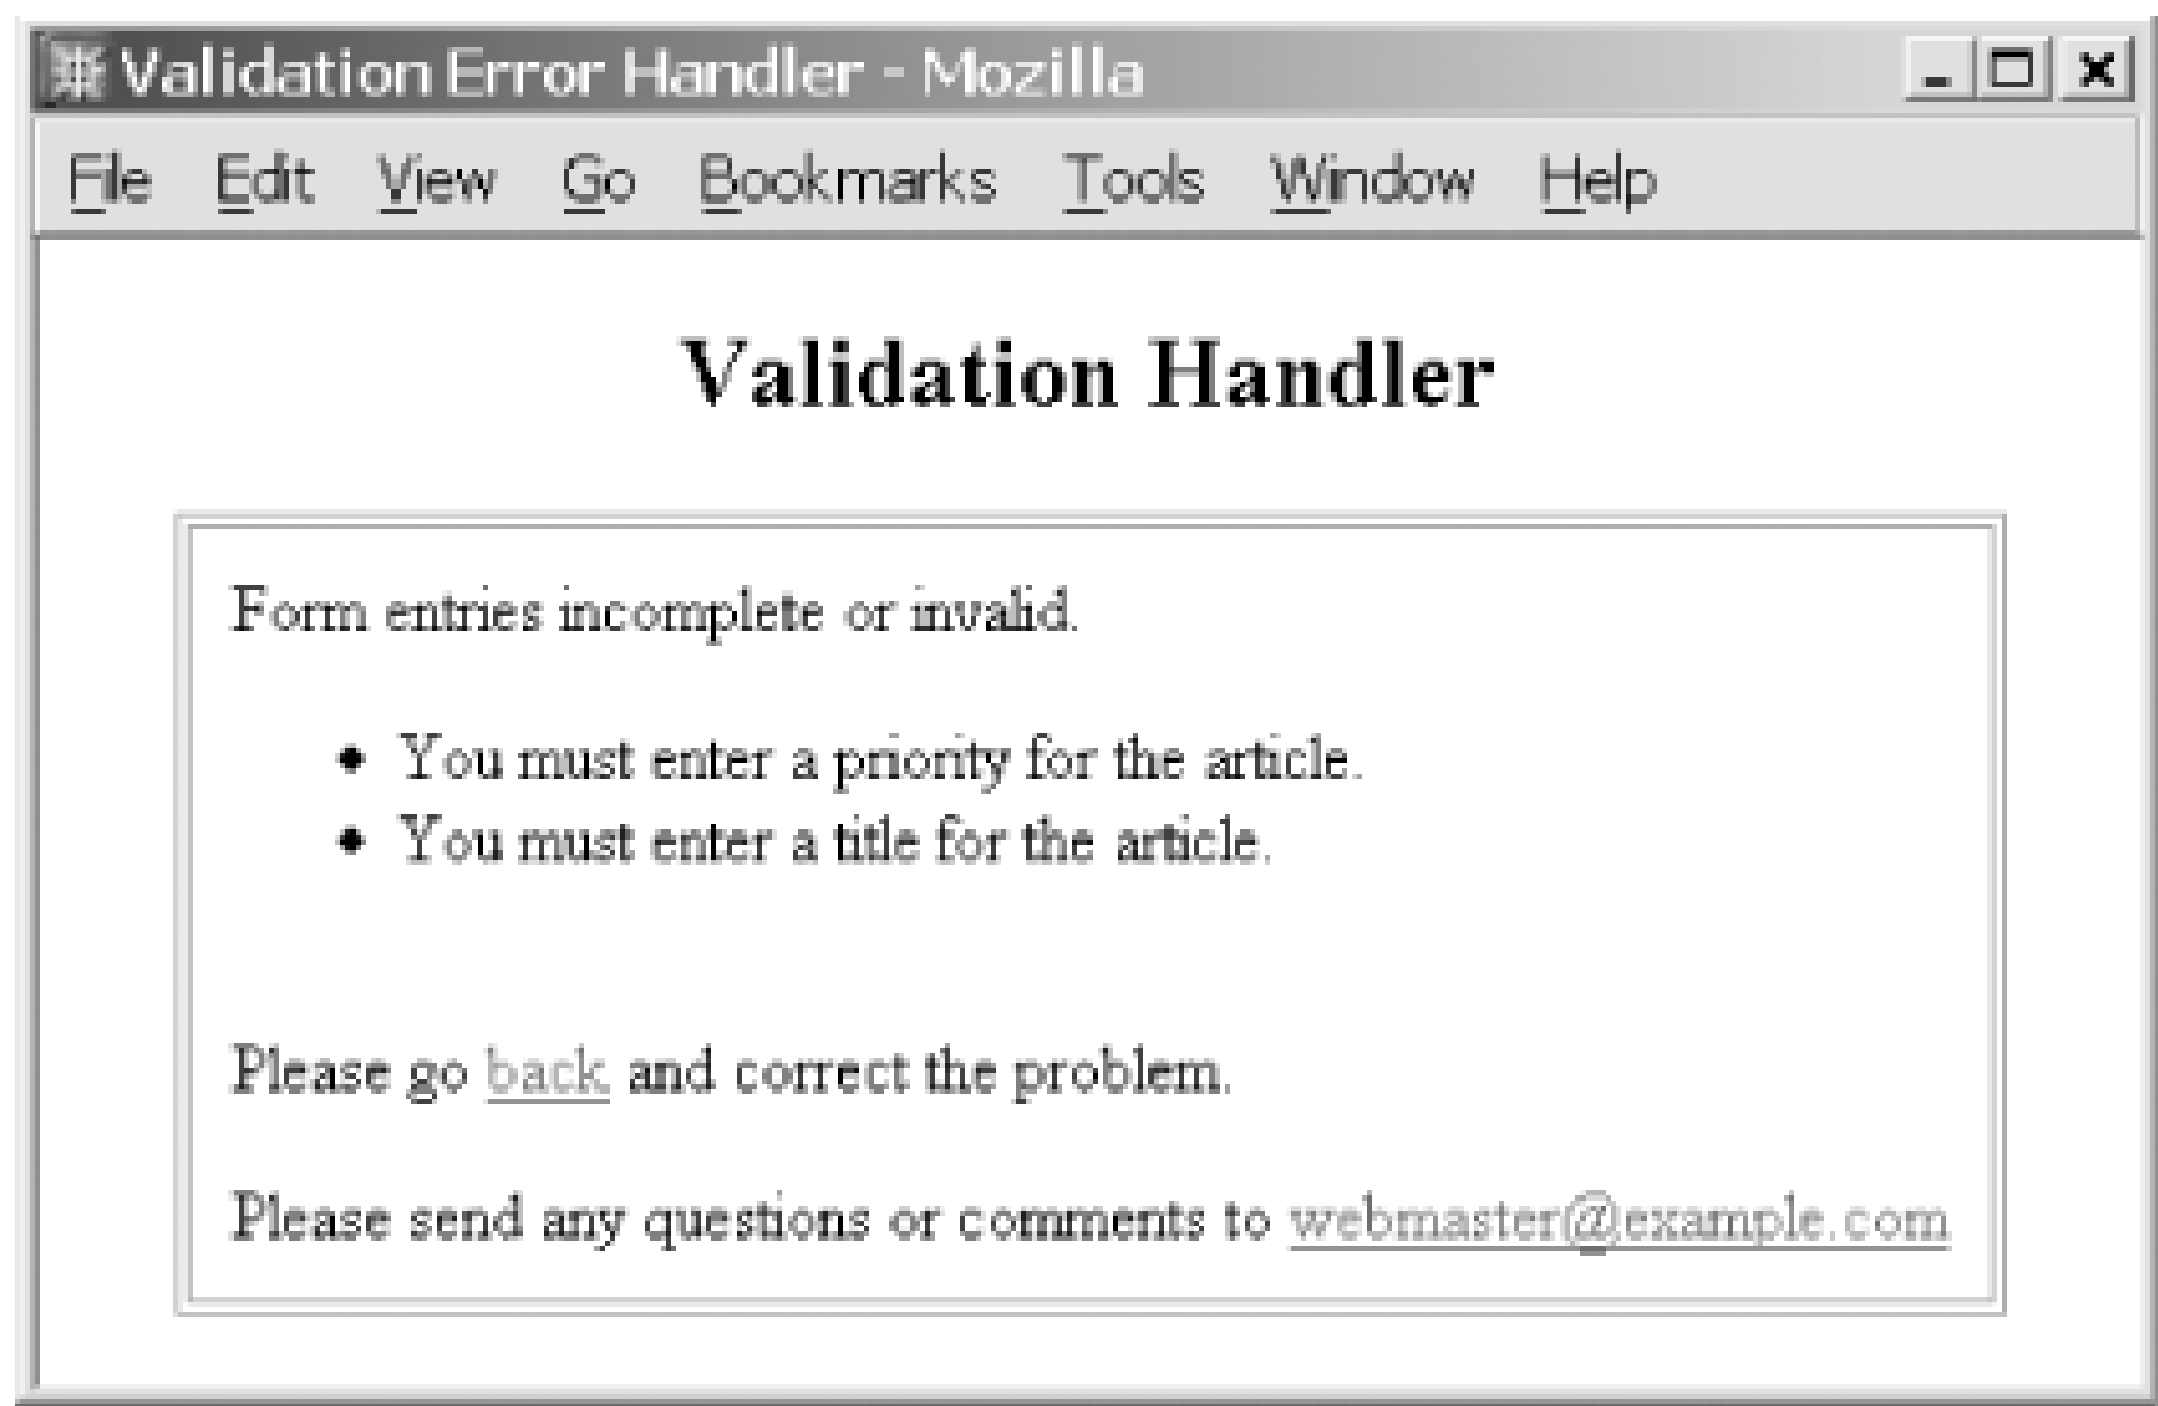 Validation Error Handler - Mozilla
File Edit View Go Bookmarks Tools Window Help
Validation Handler
Form entries incomplete or invalid.
• You must enter a priority for the article.
• You must enter a title for the article.
Please go back and correct the problem.
Please send any questions or comments to webmaster@example.com